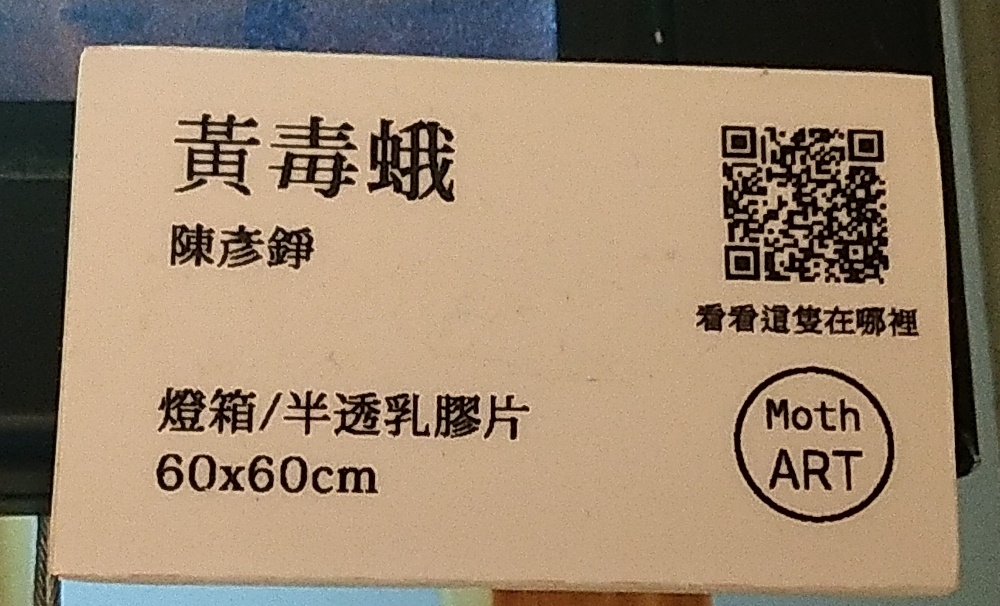 黃毒蛾
陳彥錚
燈箱/半透乳膠片
60x60cm
看看這隻在哪裡
Moth
ART